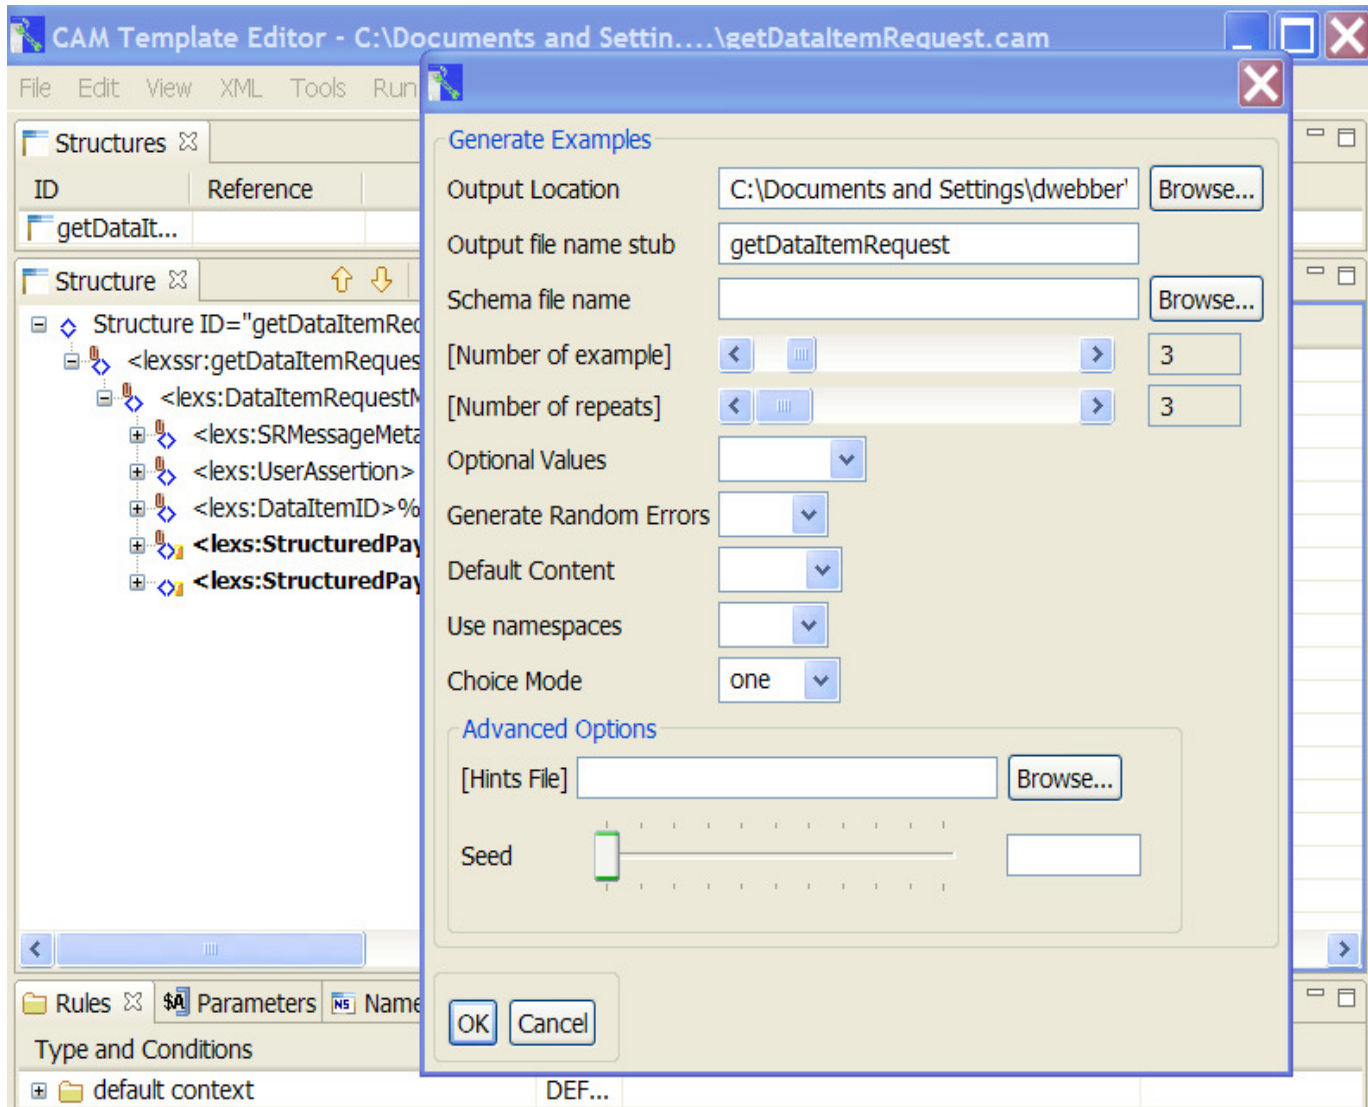 CAM Template Editor - C:\Documents and Settin....\getDataItemRequest.cam
File Edit View XML Tools Run
Structures
ID Reference
getDataIt...
Structure
Structure ID="getDataItemReq
<lexssr:getDataItemReques
<lexs:DataItemRequestM
<lexs:SRMessageMeta
<lexs:UserAssertion>
<lexs:DataItemID>%
<lexs:StructuredPay
<lexs:StructuredPay
Generate Examples
Output Location C:\Documents and Settings\dwebber\ Browse...
Output file name stub getDataItemRequest
Schema file name Browse...
[Number of example] 3
[Number of repeats] 3
Optional Values
Generate Random Errors
Default Content
Use namespaces
Choice Mode one
Advanced Options
[Hints File] Browse...
Seed
OK Cancel
Rules $A Parameters NS Name
Type and Conditions
default context DEF...